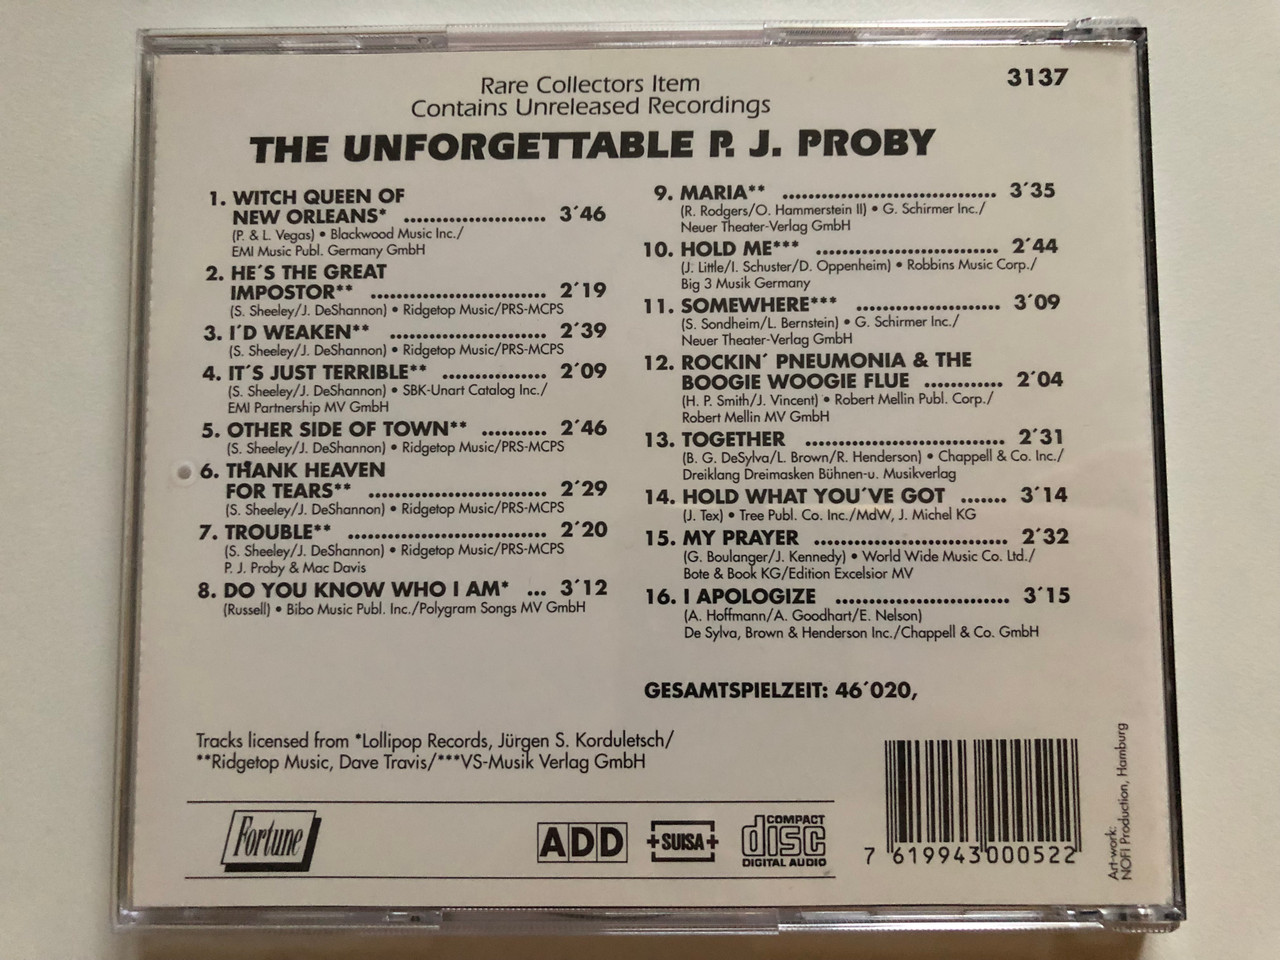 Rare Collectors Item
Contains Unreleased Recordings
3137
THE UNFORGETTABLE P. J. PROBY
1. WITCH QUEEN OF
NEW ORLEANS* ........................ 3´46
(P. & L. Vegas) • Blackwood Music Inc./
EMI Music Publ. Germany GmbH
2. HE´S THE GREAT
IMPOSTOR** ............................. 2´19
(S. Sheeley/J. DeShannon) • Ridgetop Music/PRS-MCPS
3. I´D WEAKEN** .......................... 2´39
(S. Sheeley/J. DeShannon) • Ridgetop Music/PRS-MCPS
4. IT´S JUST TERRIBLE** ................. 2´09
(S. Sheeley/J. DeShannon) • SBK-Unart Catalog Inc./
EMI Partnership MV GmbH
5. OTHER SIDE OF TOWN** .......... 2´46
(S. Sheeley/J. DeShannon) • Ridgetop Music/PRS-MCPS
6. THANK HEAVEN
FOR TEARS** ............................. 2´29
(S. Sheeley/J. DeShannon) • Ridgetop Music/PRS-MCPS
7. TROUBLE** ................................ 2´20
(S. Sheeley/J. DeShannon) • Ridgetop Music/PRS-MCPS
P. J. Proby & Mac Davis
8. DO YOU KNOW WHO I AM* ... 3´12
(Russell) • Bibo Music Publ. Inc./Polygram Songs MV GmbH
9. MARIA** ................................... 3´35
(R. Rodgers/O. Hammerstein II) • G. Schirmer Inc./
Neuer Theater-Verlag GmbH
10. HOLD ME*** .............................. 2´44
(J. Little/I. Schuster/D. Oppenheim) • Robbins Music Corp./
Big 3 Musik Germany
11. SOMEWHERE*** ........................ 3´09
(S. Sondheim/L. Bernstein) • G. Schirmer Inc./
Neuer Theater-Verlag GmbH
12. ROCKIN´ PNEUMONIA & THE
BOOGIE WOOGIE FLUE ............ 2´04
(H. P. Smith/J. Vincent) • Robert Mellin Publ. Corp./
Robert Mellin MV GmbH
13. TOGETHER ................................. 2´31
(B. G. DeSylva/L. Brown/R. Henderson) • Chappell & Co. Inc./
Dreiklang Dreimasken Bühnen-u. Musikverlag
14. HOLD WHAT YOU´VE GOT ....... 3´14
(J. Tex) • Tree Publ. Co. Inc./MdW, J. Michel KG
15. MY PRAYER ................................ 2´32
(G. Boulanger/J. Kennedy) • World Wide Music Co. Ltd./
Bote & Book KG/Edition Excelsior MV
16. I APOLOGIZE ............................. 3´15
(A. Hoffmann/A. Goodhart/E. Nelson)
De Sylva, Brown & Henderson Inc./Chappell & Co. GmbH
GESAMTSPIELZEIT: 46´020,
Tracks licensed from *Lollipop Records, Jürgen S. Korduletsch/
**Ridgetop Music, Dave Travis/***VS-Musik Verlag GmbH
Fortune
ADD
SUISA
COMPACT
disc
DIGITAL AUDIO
7 619943 000522
Art-work:
NOFI Production, Hamburg